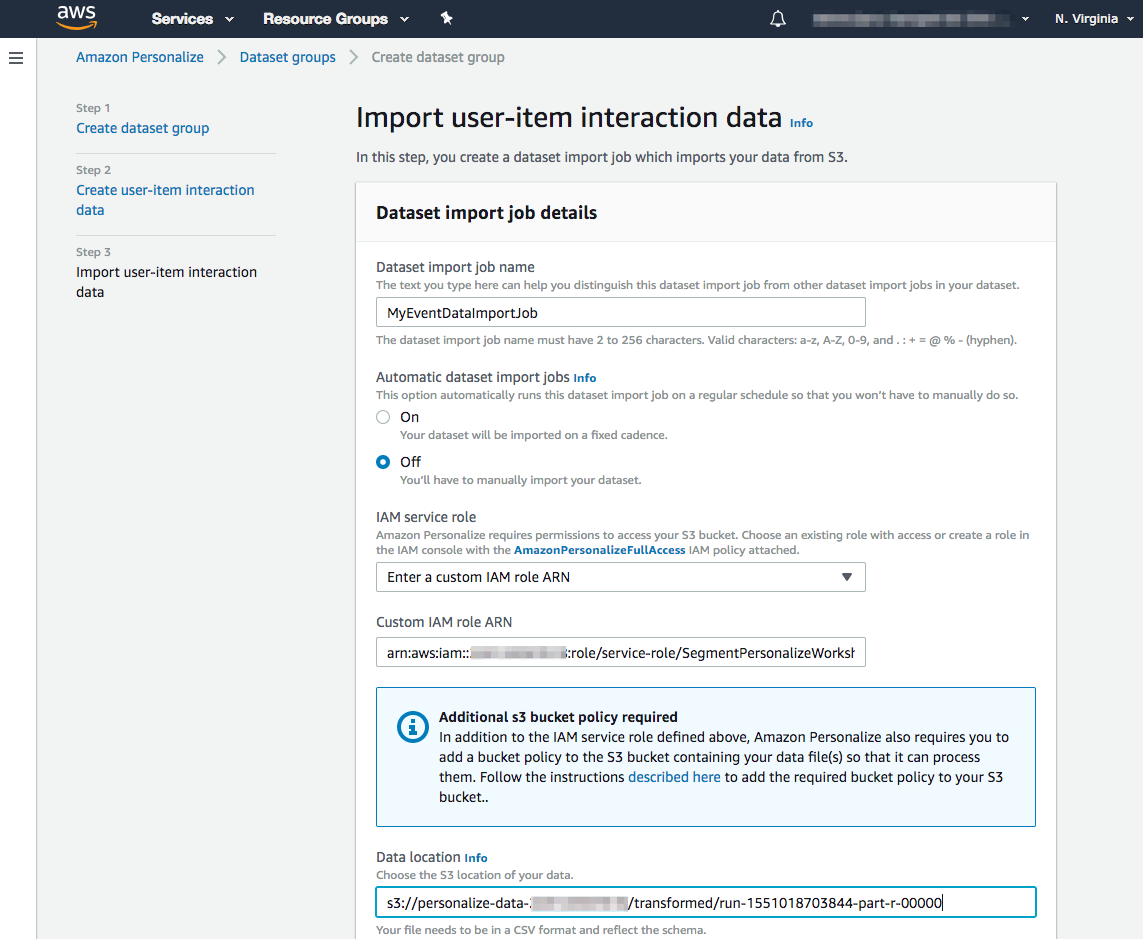 aws
Services
Resource Groups
N. Virginia
Amazon Personalize
Dataset groups
Create dataset group
Step 1
Create dataset group
Step 2
Create user-item interaction
data
Step 3
Import user-item interaction
data
Import user-item interaction data Info
In this step, you create a dataset import job which imports your data from S3.
Dataset import job details
Dataset import job name
The text you type here can help you distinguish this dataset import job from other dataset import jobs in your dataset.
MyEventDataImportJob
The dataset import job name must have 2 to 256 characters. Valid characters: a-z, A-Z, 0-9, and . : + = @ % - (hyphen).
Automatic dataset import jobs Info
This option automatically runs this dataset import job on a regular schedule so that you won't have to manually do so.
On
Your dataset will be imported on a fixed cadence.
Off
You'll have to manually import your dataset.
IAM service role
Amazon Personalize requires permissions to access your S3 bucket. Choose an existing role with access or create a role in
the IAM console with the AmazonPersonalizeFullAccess IAM policy attached.
Enter a custom IAM role ARN
Custom IAM role ARN
arn:aws:iam:: :role/service-role/SegmentPersonalizeWorksh
Additional s3 bucket policy required
In addition to the IAM service role defined above, Amazon Personalize also requires you to
add a bucket policy to the S3 bucket containing your data file(s) so that it can process
them. Follow the instructions described here to add the required bucket policy to your S3
bucket..
Data location Info
Choose the S3 location of your data.
s3://personalize-data- /transformed/run-1551018703844-part-r-00000
Your file needs to be in a CSV format and reflect the schema.